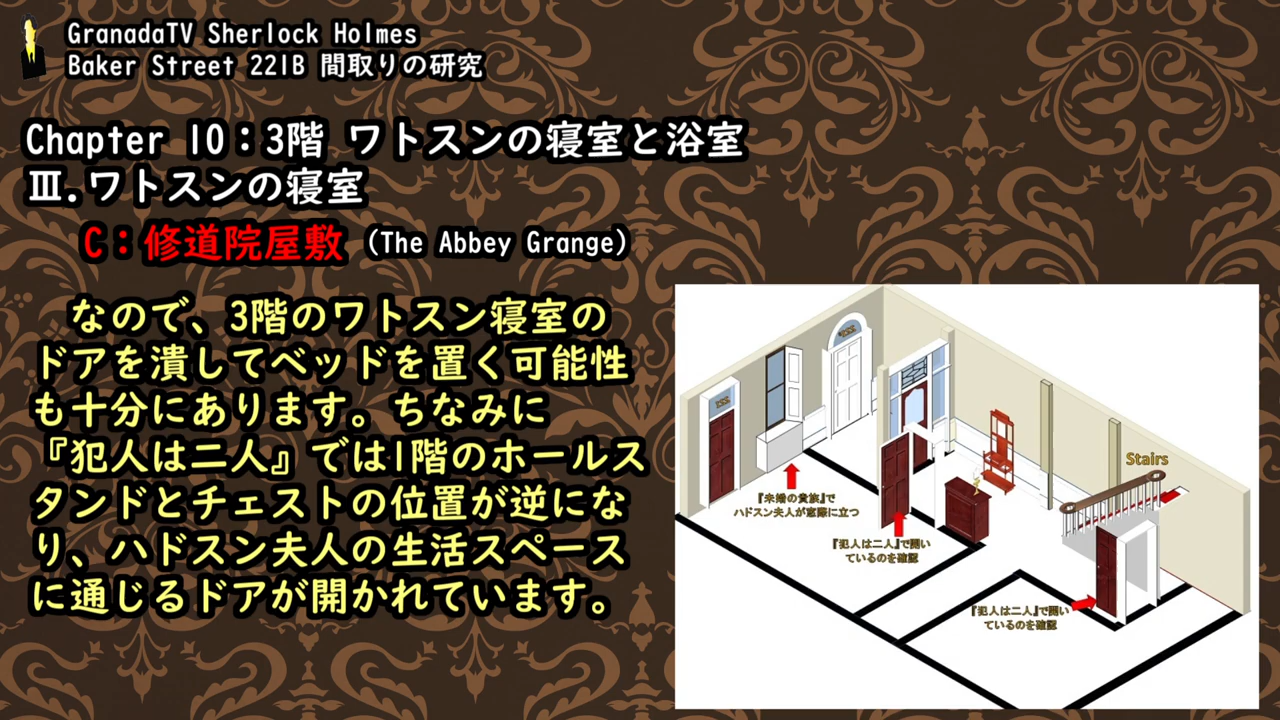 GranadaTV Sherlock Holmes
Baker Street 221B 間取りの研究
Chapter 10：3階 ワトスンの寝室と浴室
Ⅲ.ワトスンの寝室
C：修道院屋敷 (The Abbey Grange)
なので、3階のワトスン寝室の
ドアを潰してベッドを置く可能性
も十分にあります。ちなみに
『犯人は二人』では1階のホールス
タンドとチェストの位置が逆にな
り、ハドスン夫人の生活スペース
に通じるドアが開かれています。
Stairs
『未婚の貴族』で
ハドスン夫人が窓際に立つ
『犯人は二人』で開い
ているのを確認
『犯人は二人』で開い
ているのを確認